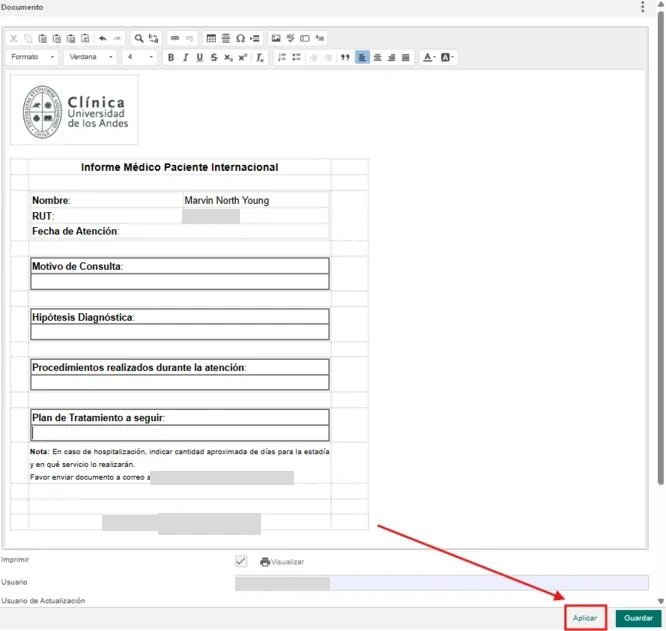 Documento
Formato
Verdana
4
Clínica
Universidad
de los Andes
Informe Médico Paciente Internacional
Nombre: Marvin North Young
RUT:
Fecha de Atención:
Motivo de Consulta:
Hipótesis Diagnóstica:
Procedimientos realizados durante la atención:
Plan de Tratamiento a seguir:
Nota: En caso de hospitalización, indicar cantidad aproximada de días para la estadía
y en qué servicio lo realizarán.
Favor enviar documento a correo a
Imprimir Visualizar
Usuario
Usuario de Actualización
Aplicar Guardar